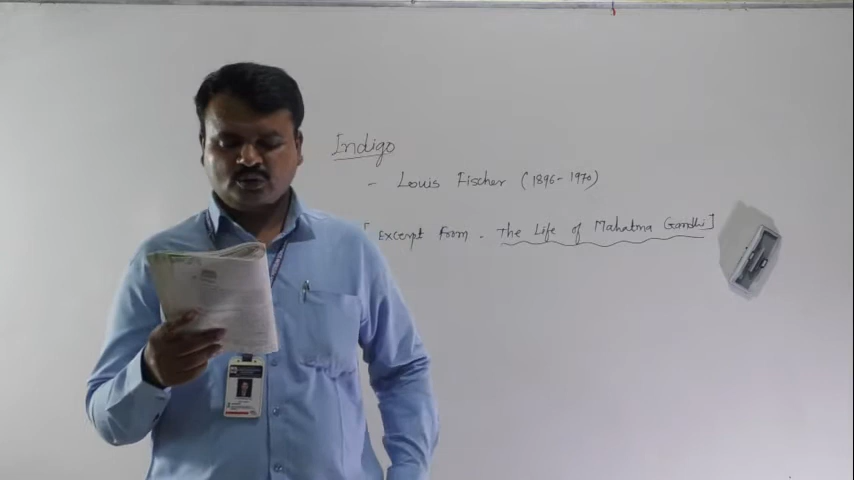 Indigo
- Louis Fischer (1896-1970)
[Excerpt form - The Life of Mahatma Gandhi]